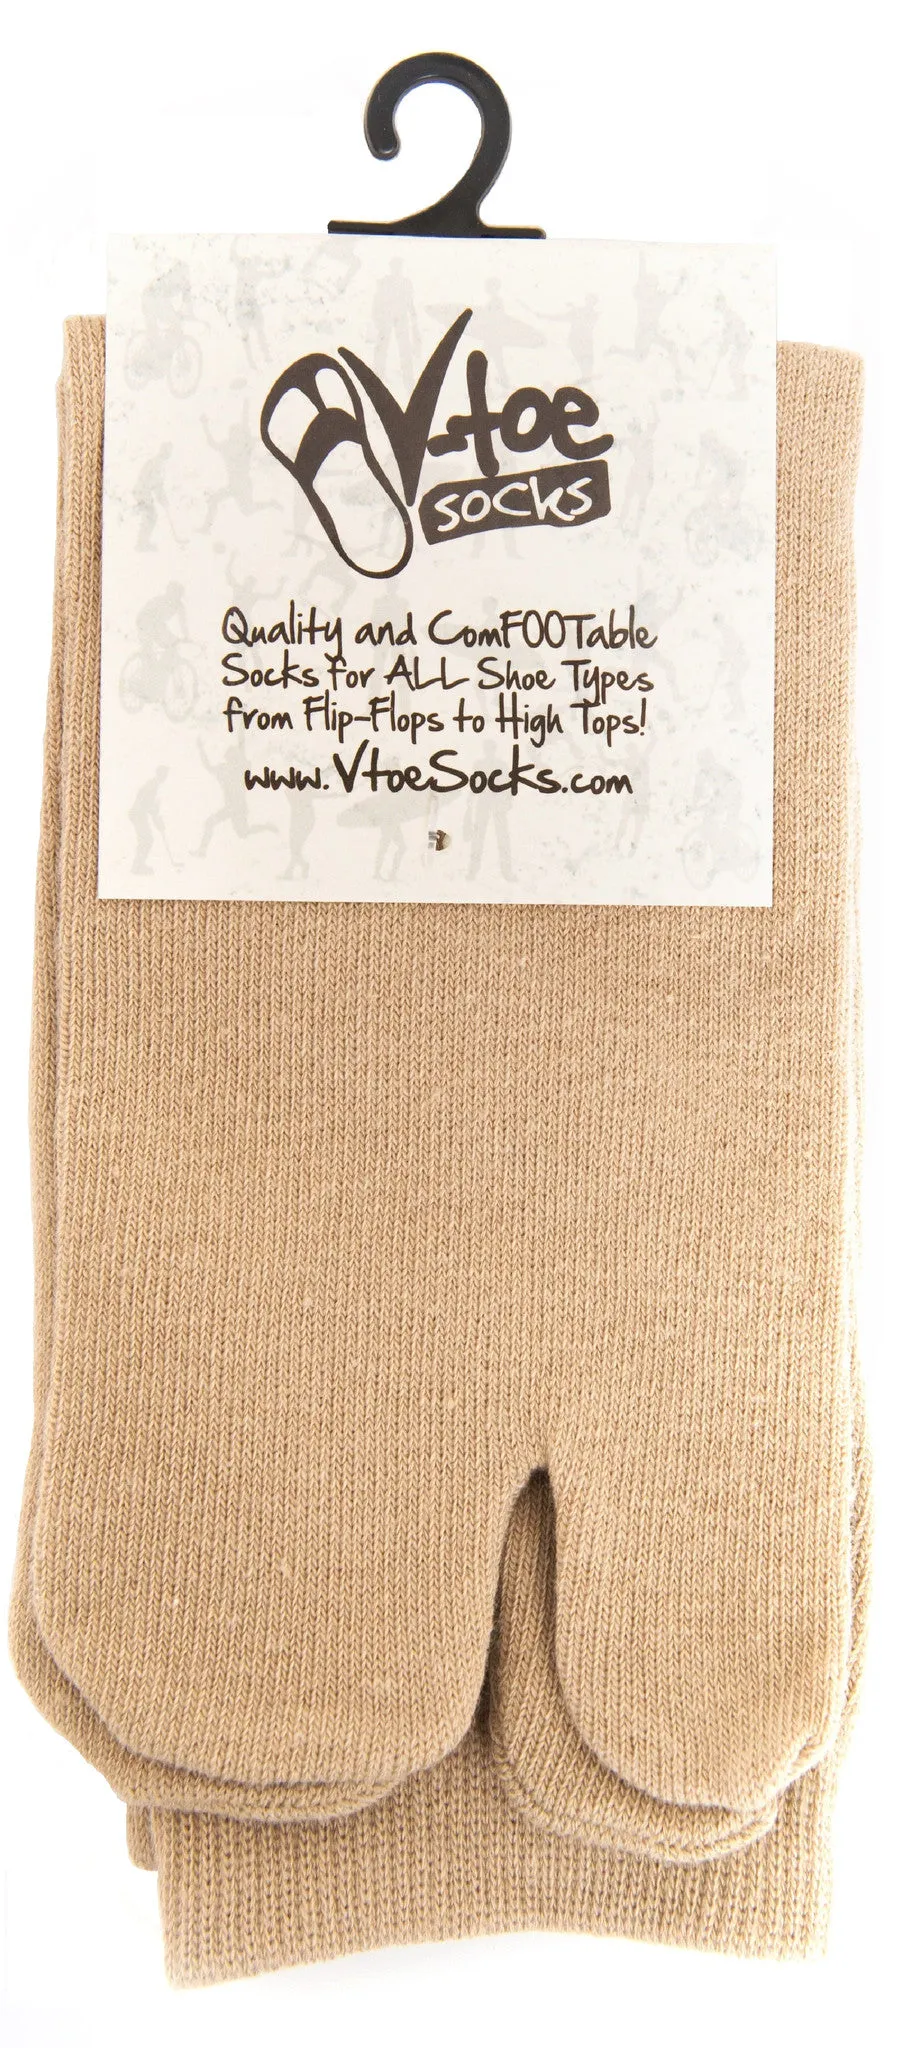 V-toe
socks
Quality and ComFOOTable
Socks for ALL Shoe Types
from Flip-Flops to High Tops!
www.VtoeSocks.com